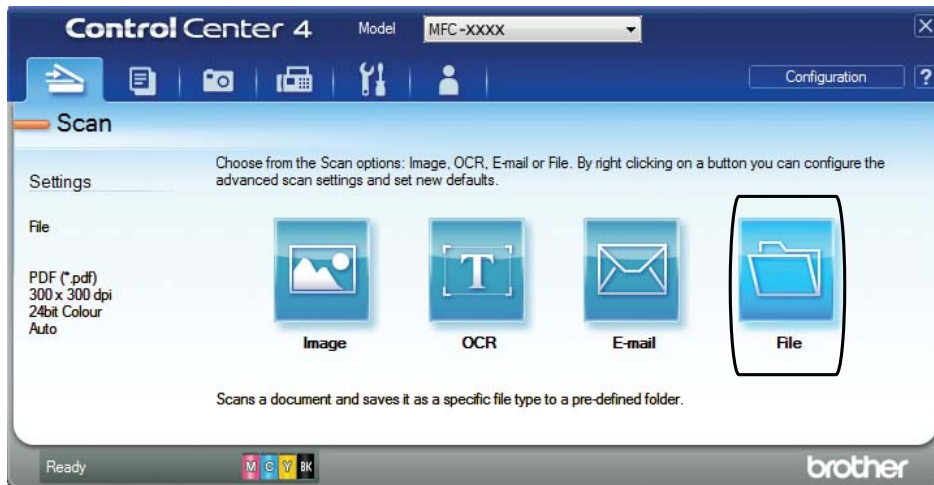 Control Center 4 Model MFC-XXXX
Configuration ?
Scan
Choose from the Scan options: Image, OCR, E-mail or File. By right clicking on a button you can configure the
advanced scan settings and set new defaults.
Settings
File
PDF (*.pdf)
300 x 300 dpi
24bit Colour
Auto
T
Image OCR E-mail File
Scans a document and saves it as a specific file type to a pre-defined folder.
Ready M C Y BK brother